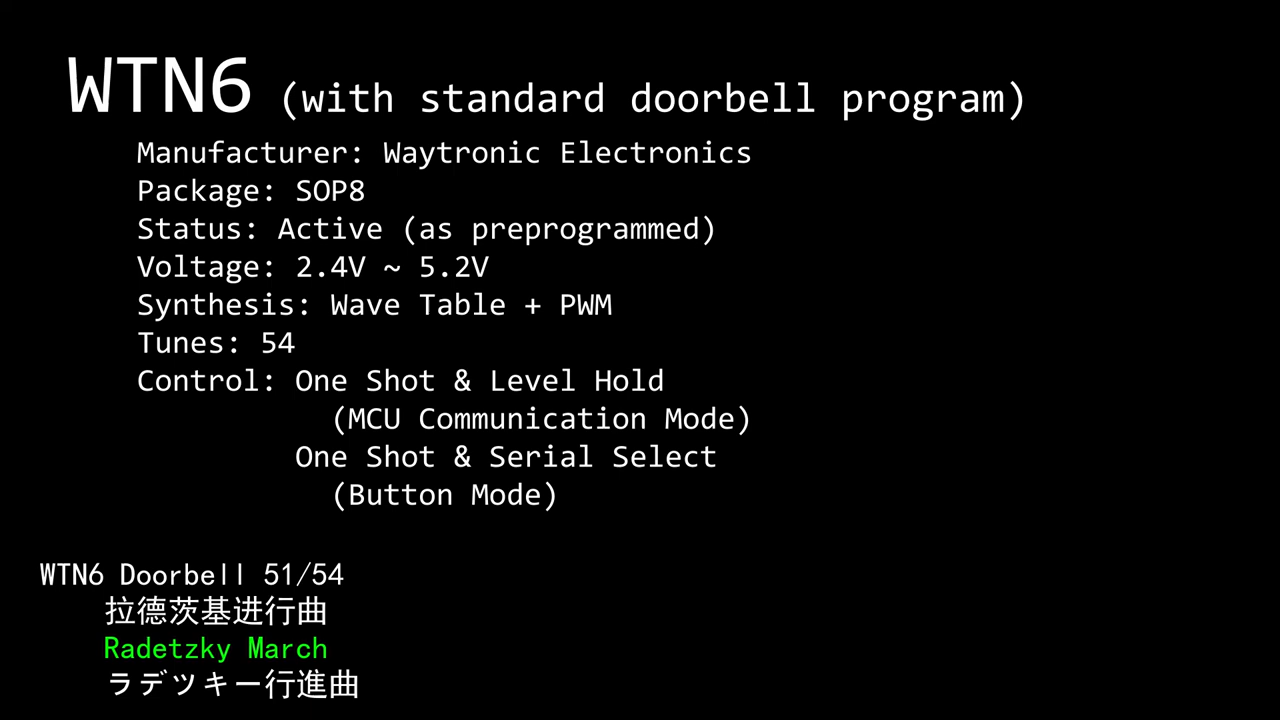 WTN6 (with standard doorbell program)
Manufacturer: Waytronic Electronics
Package: SOP8
Status: Active (as preprogrammed)
Voltage: 2.4V ~ 5.2V
Synthesis: Wave Table + PWM
Tunes: 54
Control: One Shot & Level Hold
(MCU Communication Mode)
One Shot & Serial Select
(Button Mode)
WTN6 Doorbell 51/54
拉德茨基进行曲
Radetzky March
ラデツキー行進曲